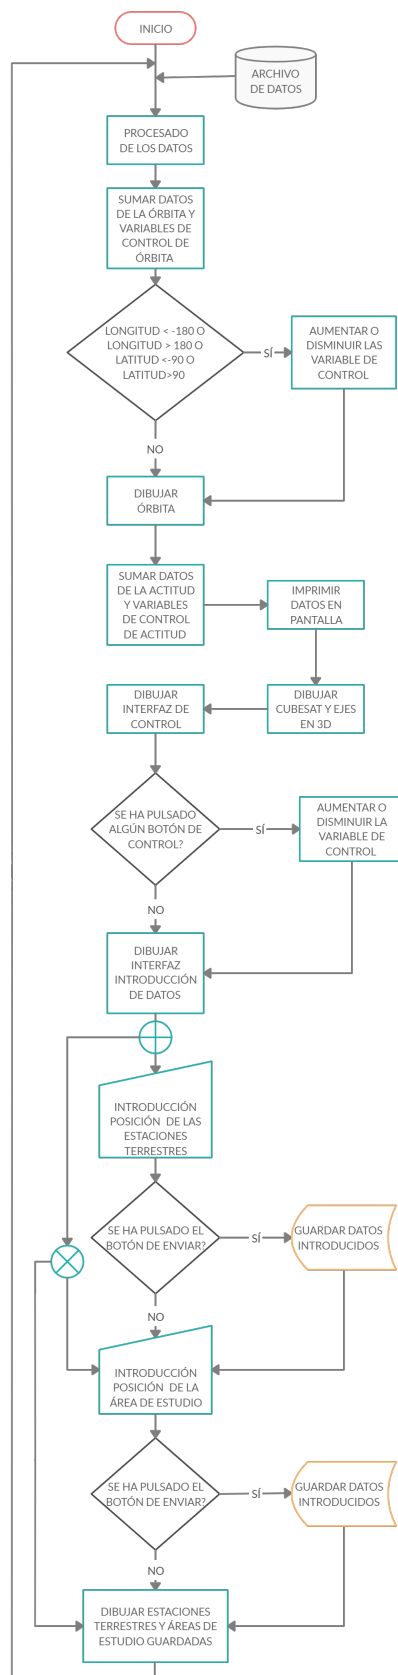 INICIO
ARCHIVO
DE DATOS
PROCESADO
DE LOS DATOS
SUMAR DATOS
DE LA ÓRBITA Y
VARIABLES DE
CONTROL DE
ÓRBITA
LONGITUD < -180 O
LONGITUD > 180 O
LATITUD <-90 O
LATITUD>90
SÍ
AUMENTAR O
DISMINUIR LAS
VARIABLE DE
CONTROL
NO
DIBUJAR
ÓRBITA
SUMAR DATOS
DE LA ACTITUD
Y VARIABLES
DE CONTROL
DE ACTITUD
IMPRIMIR
DATOS EN
PANTALLA
DIBUJAR
INTERFAZ DE
CONTROL
DIBUJAR
CUBESAT Y EJES
EN 3D
SE HA PULSADO
ALGÚN BOTÓN DE
CONTROL?
SÍ
AUMENTAR O
DISMINUIR LA
VARIABLE DE
CONTROL
NO
DIBUJAR
INTERFAZ
INTRODUCCIÓN
DE DATOS
INTRODUCCIÓN
POSICIÓN DE LAS
ESTACIONES
TERRESTRES
SE HA PULSADO EL
BOTÓN DE ENVIAR?
SÍ
GUARDAR DATOS
INTRODUCIDOS
NO
INTRODUCCIÓN
POSICIÓN DE LA
ÁREA DE ESTUDIO
SE HA PULSADO EL
BOTÓN DE ENVIAR?
SÍ
GUARDAR DATOS
INTRODUCIDOS
NO
DIBUJAR ESTACIONES
TERRESTRES Y ÁREAS DE
ESTUDIO GUARDADAS